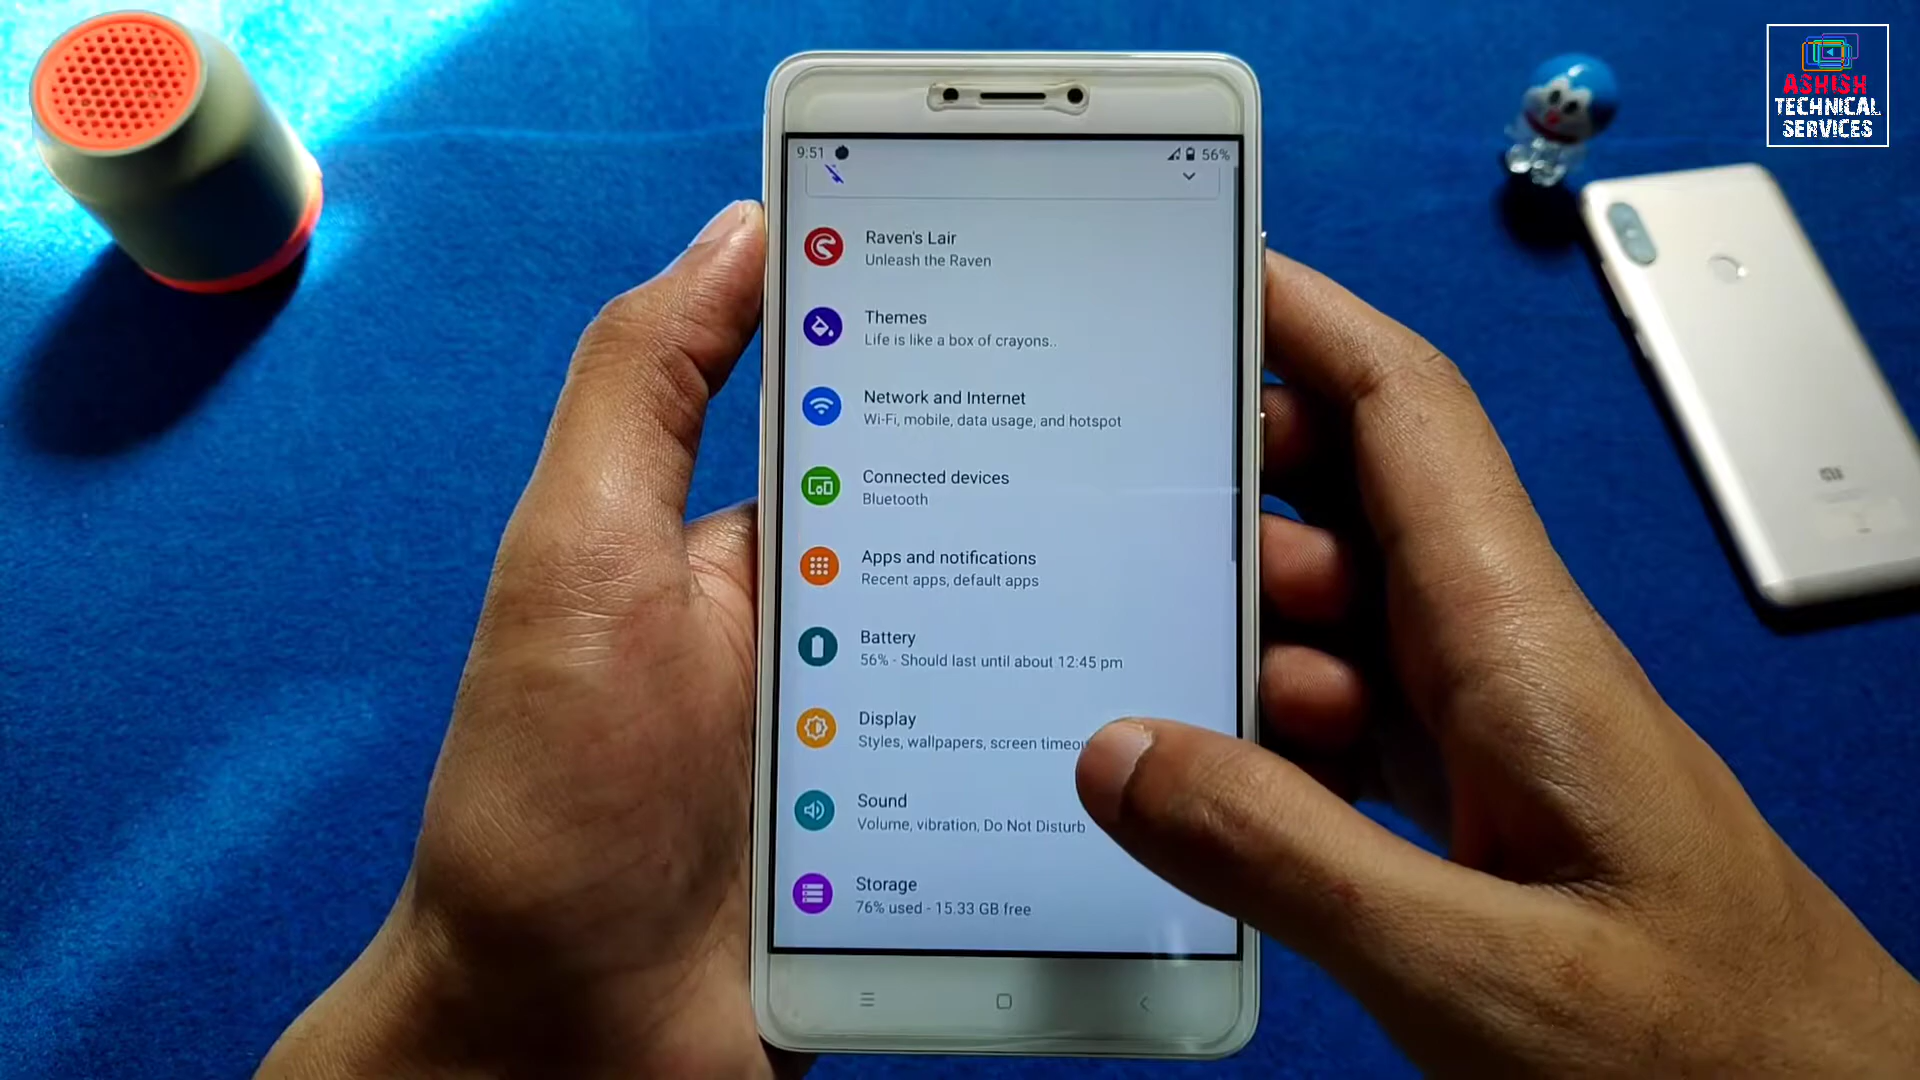 ASHISH
TECHNICAL
SERVICES
9:51
56%
Raven's Lair
Unleash the Raven
Themes
Life is like a box of crayons..
Network and Internet
Wi-Fi, mobile, data usage, and hotspot
Connected devices
Bluetooth
Apps and notifications
Recent apps, default apps
Battery
56% - Should last until about 12:45 pm
Display
Styles, wallpapers, screen
Sound
Volume, vibration, Do Not Disturb
Storage
76% used - 15.33 GB free